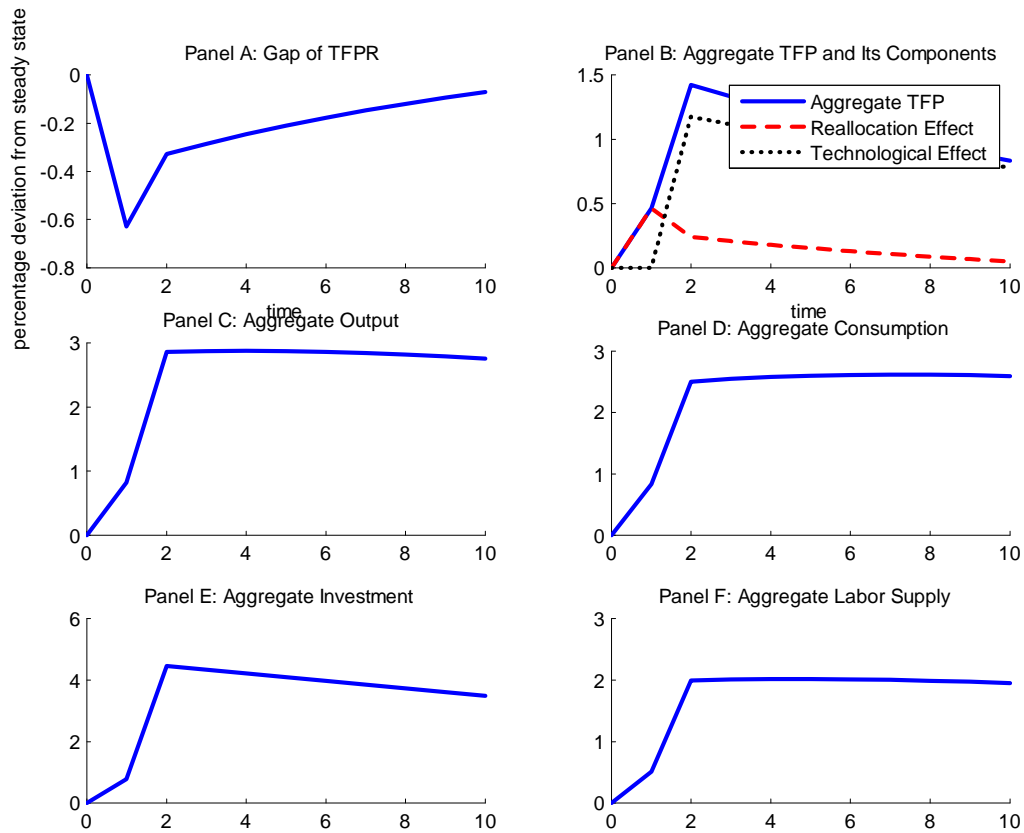 Panel A: Gap of TFPR
0
-0.2
-0.4
-0.6
-0.8
0 2 4 6 8 10
time
percentage deviation from steady state
Panel B: Aggregate TFP and Its Components
1.5
1
0.5
0
0 2 4 6 8 10
time
Aggregate TFP
Reallocation Effect
Technological Effect
Panel C: Aggregate Output
3
2
1
0
0 2 4 6 8 10
Panel D: Aggregate Consumption
3
2
1
0
0 2 4 6 8 10
Panel E: Aggregate Investment
6
4
2
0
0 2 4 6 8 10
Panel F: Aggregate Labor Supply
3
2
1
0
0 2 4 6 8 10